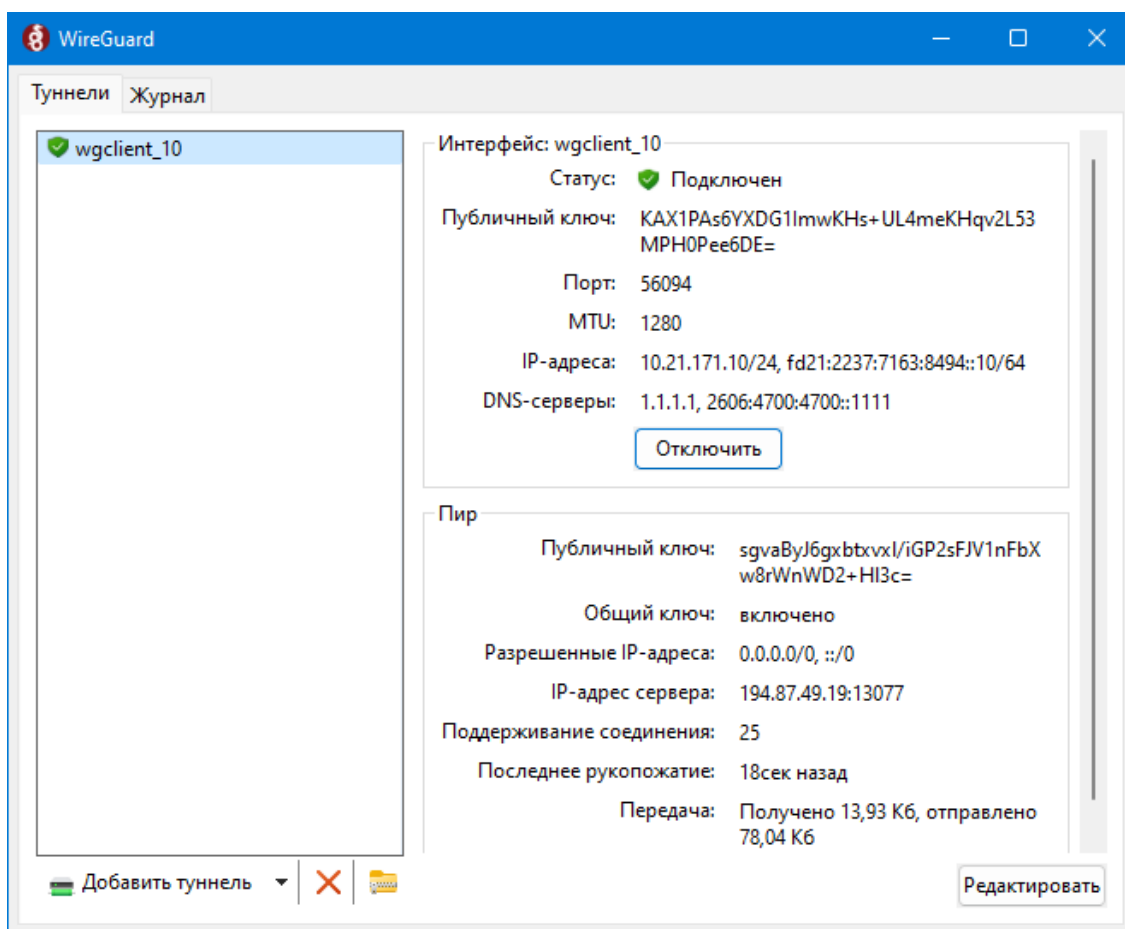 WireGuard
Туннели Журнал
wgclient_10
Интерфейс: wgclient_10
Статус: Подключен
Публичный ключ: KAX1PAs6YXDG1ImwKHs+UL4meKHqv2L53
MPH0Pee6DE=
Порт: 56094
MTU: 1280
IP-адреса: 10.21.171.10/24, fd21:2237:7163:8494::10/64
DNS-серверы: 1.1.1.1, 2606:4700:4700::1111
Отключить
Пир
Публичный ключ: sgvaByJ6gxbtxvxI/iGP2sFJV1nFbX
w8rWnWD2+HI3c=
Общий ключ: включено
Разрешенные IP-адреса: 0.0.0.0/0, ::/0
IP-адрес сервера: 194.87.49.19:13077
Поддерживание соединения: 25
Последнее рукопожатие: 18сек назад
Передача: Получено 13,93 Кб, отправлено
78,04 Кб
Добавить туннель
Редактировать